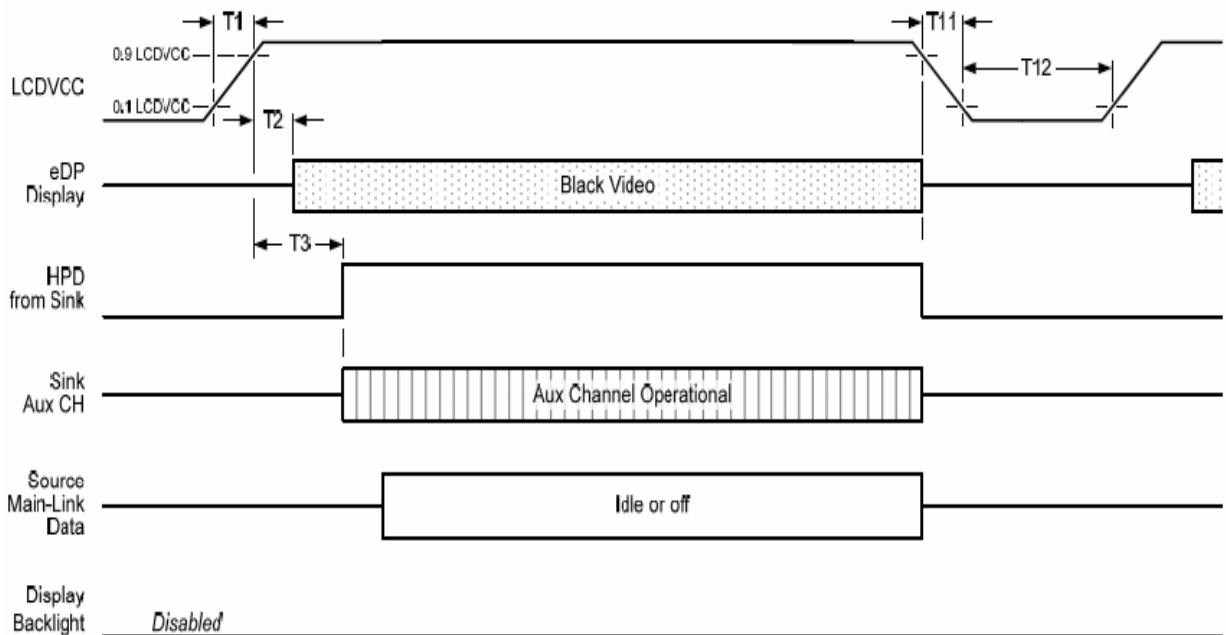 T1
T11
0.9 LCDVCC
LCDVCC
T12
0.1 LCDVCC
T2
eDP
Display
Black Video
T3
HPD
from Sink
Sink
Aux CH
Aux Channel Operational
Source
Main-Link
Data
Idle or off
Display
Backlight
Disabled